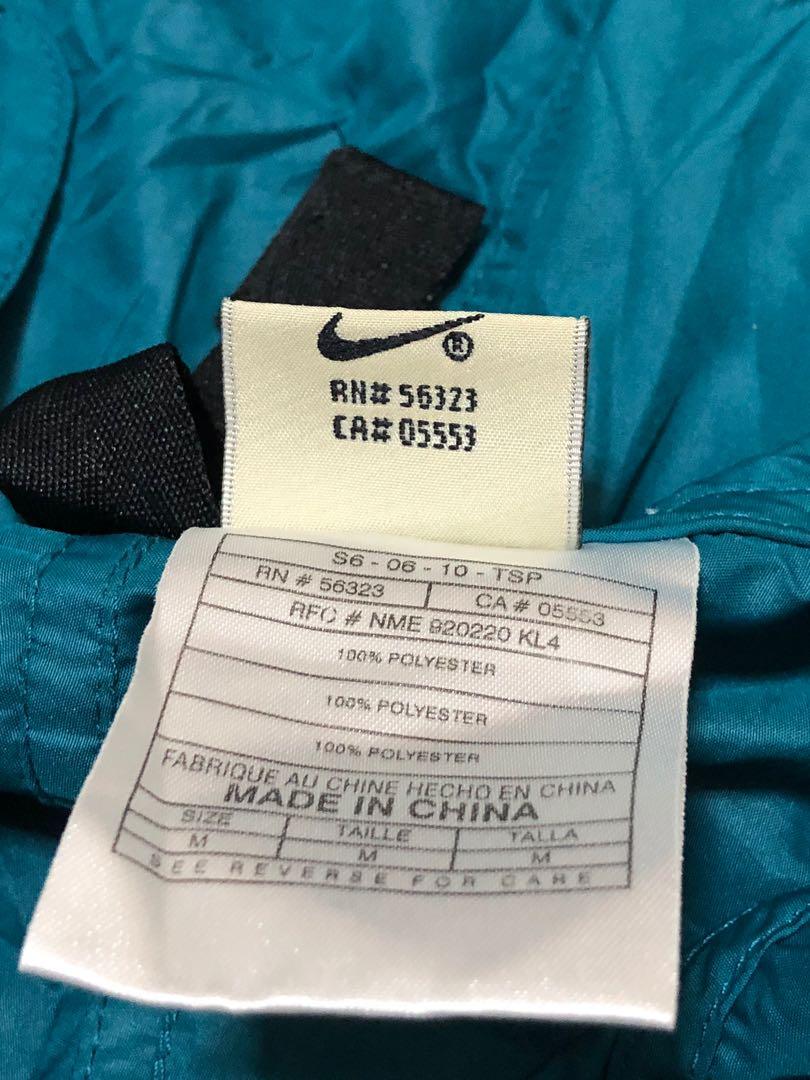 ®
RN# 56323
CA# 05553
S6 - 06 - 10 - TSP
RN # 56323 CA # 05553
RFC # NME 920220 KL4
100% POLYESTER
100% POLYESTER
100% POLYESTER
FABRIQUE AU CHINE HECHO EN CHINA
MADE IN CHINA
SIZE TAILLE TALLA
M M M
SEE REVERSE FOR CARE